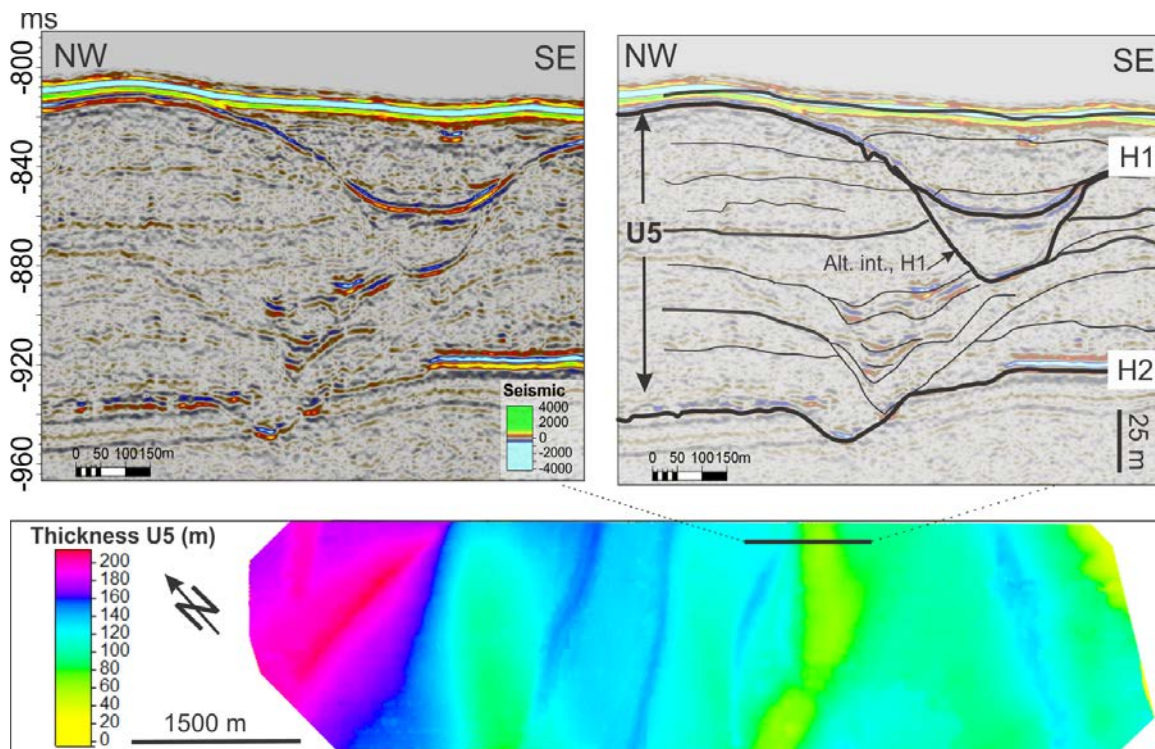 ms
NW
SE
-800
-840
-880
-920
-960
Seismic
4000
2000
0
-2000
-4000
0 50 100150m
NW
SE
H1
U5
Alt. int., H1
H2
25 m
0 50 100150m
Thickness U5 (m)
200
180
160
140
120
100
80
60
40
20
0
N
1500 m